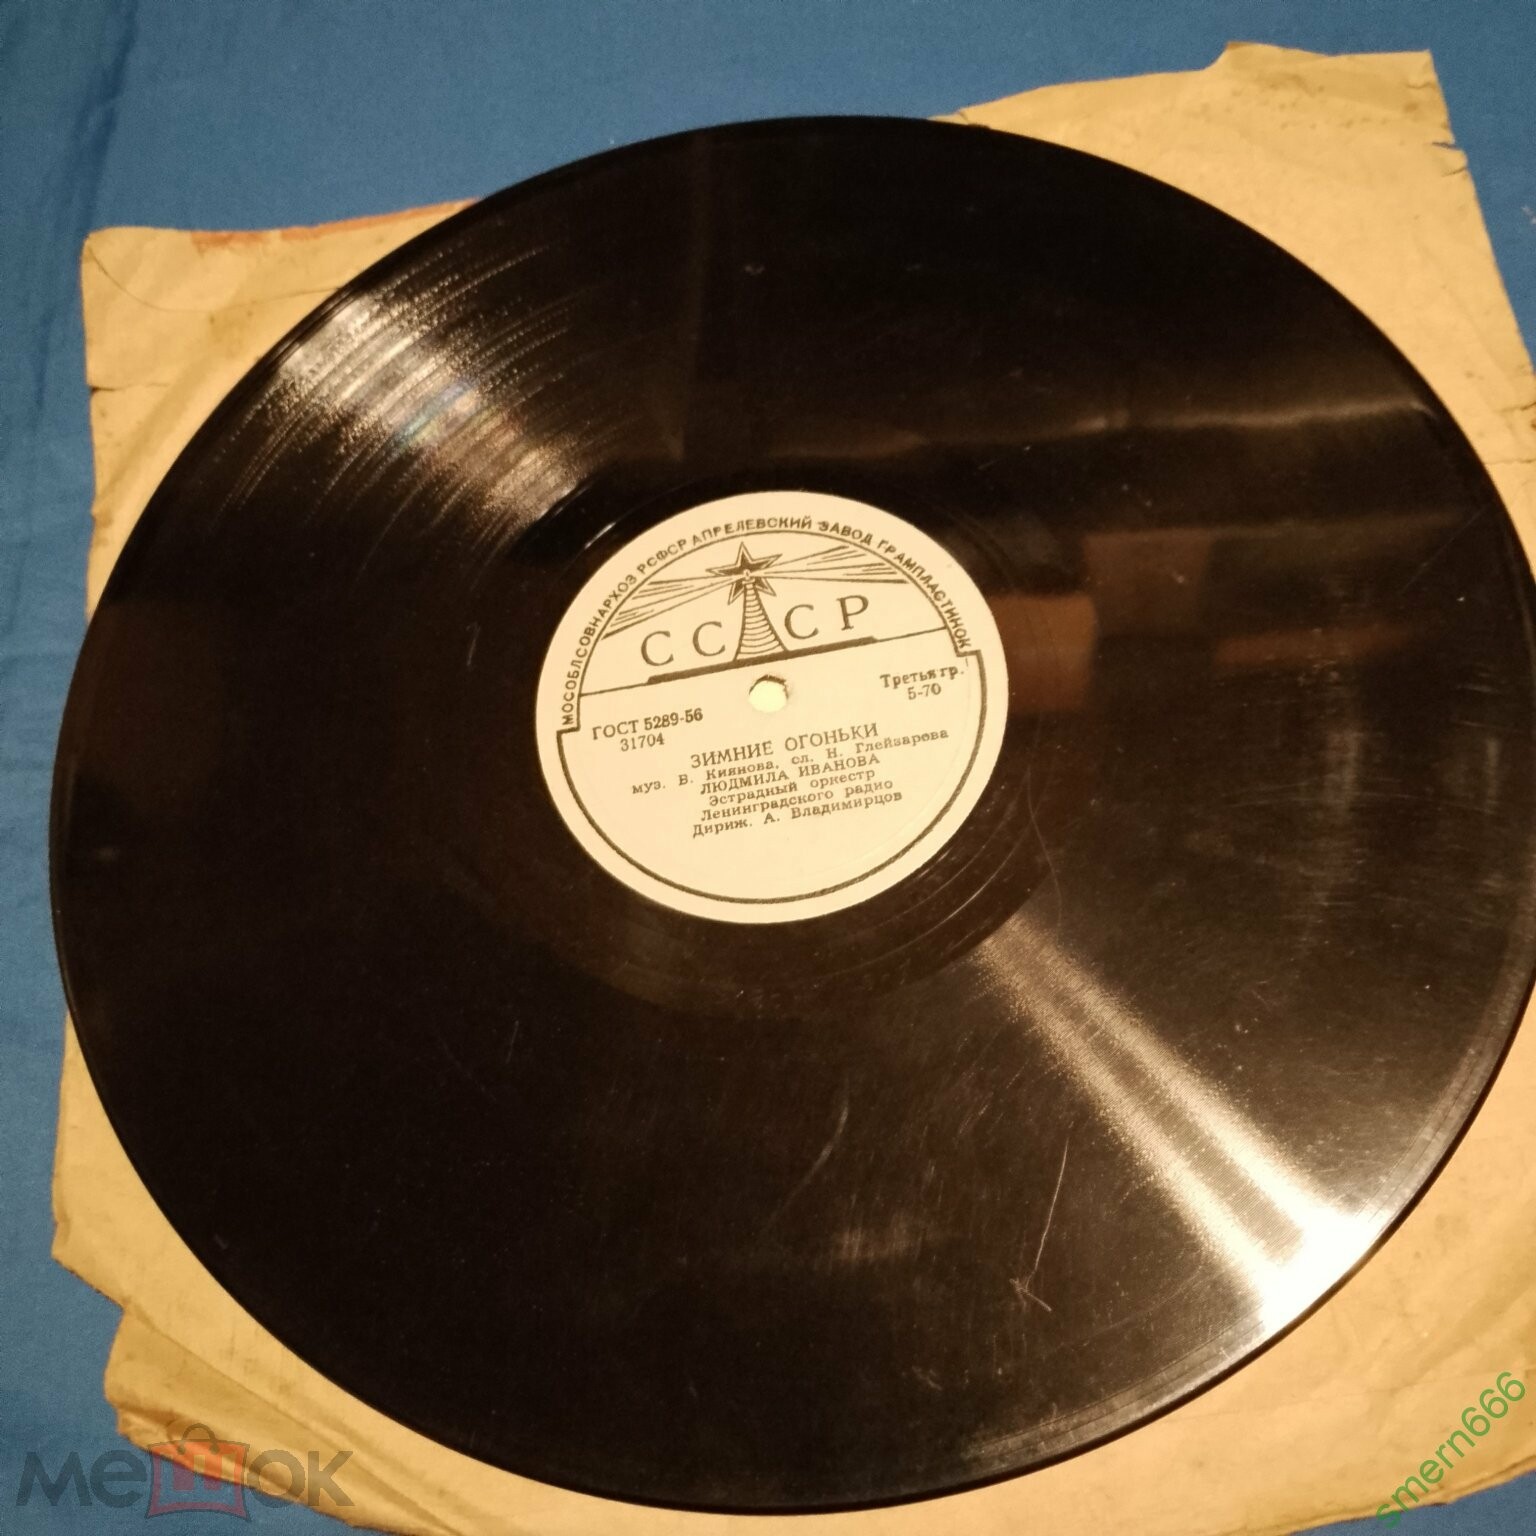 МОСОБЛСОВНАРХОЗ РСФСР АПРЕЛЕВСКИЙ ЗАВОД ГРАМПЛАСТИНОК
СССР
Третья гр.
5-70
ГОСТ 5289-56
31704
ЗИМНИЕ ОГОНЬКИ
муз. В. Киянова, сл. Н. Глейзарова
ЛЮДМИЛА ИВАНОВА
Эстрадный оркестр
Ленинградского радио
Дириж. А. Владимирцов
мешок
smern666